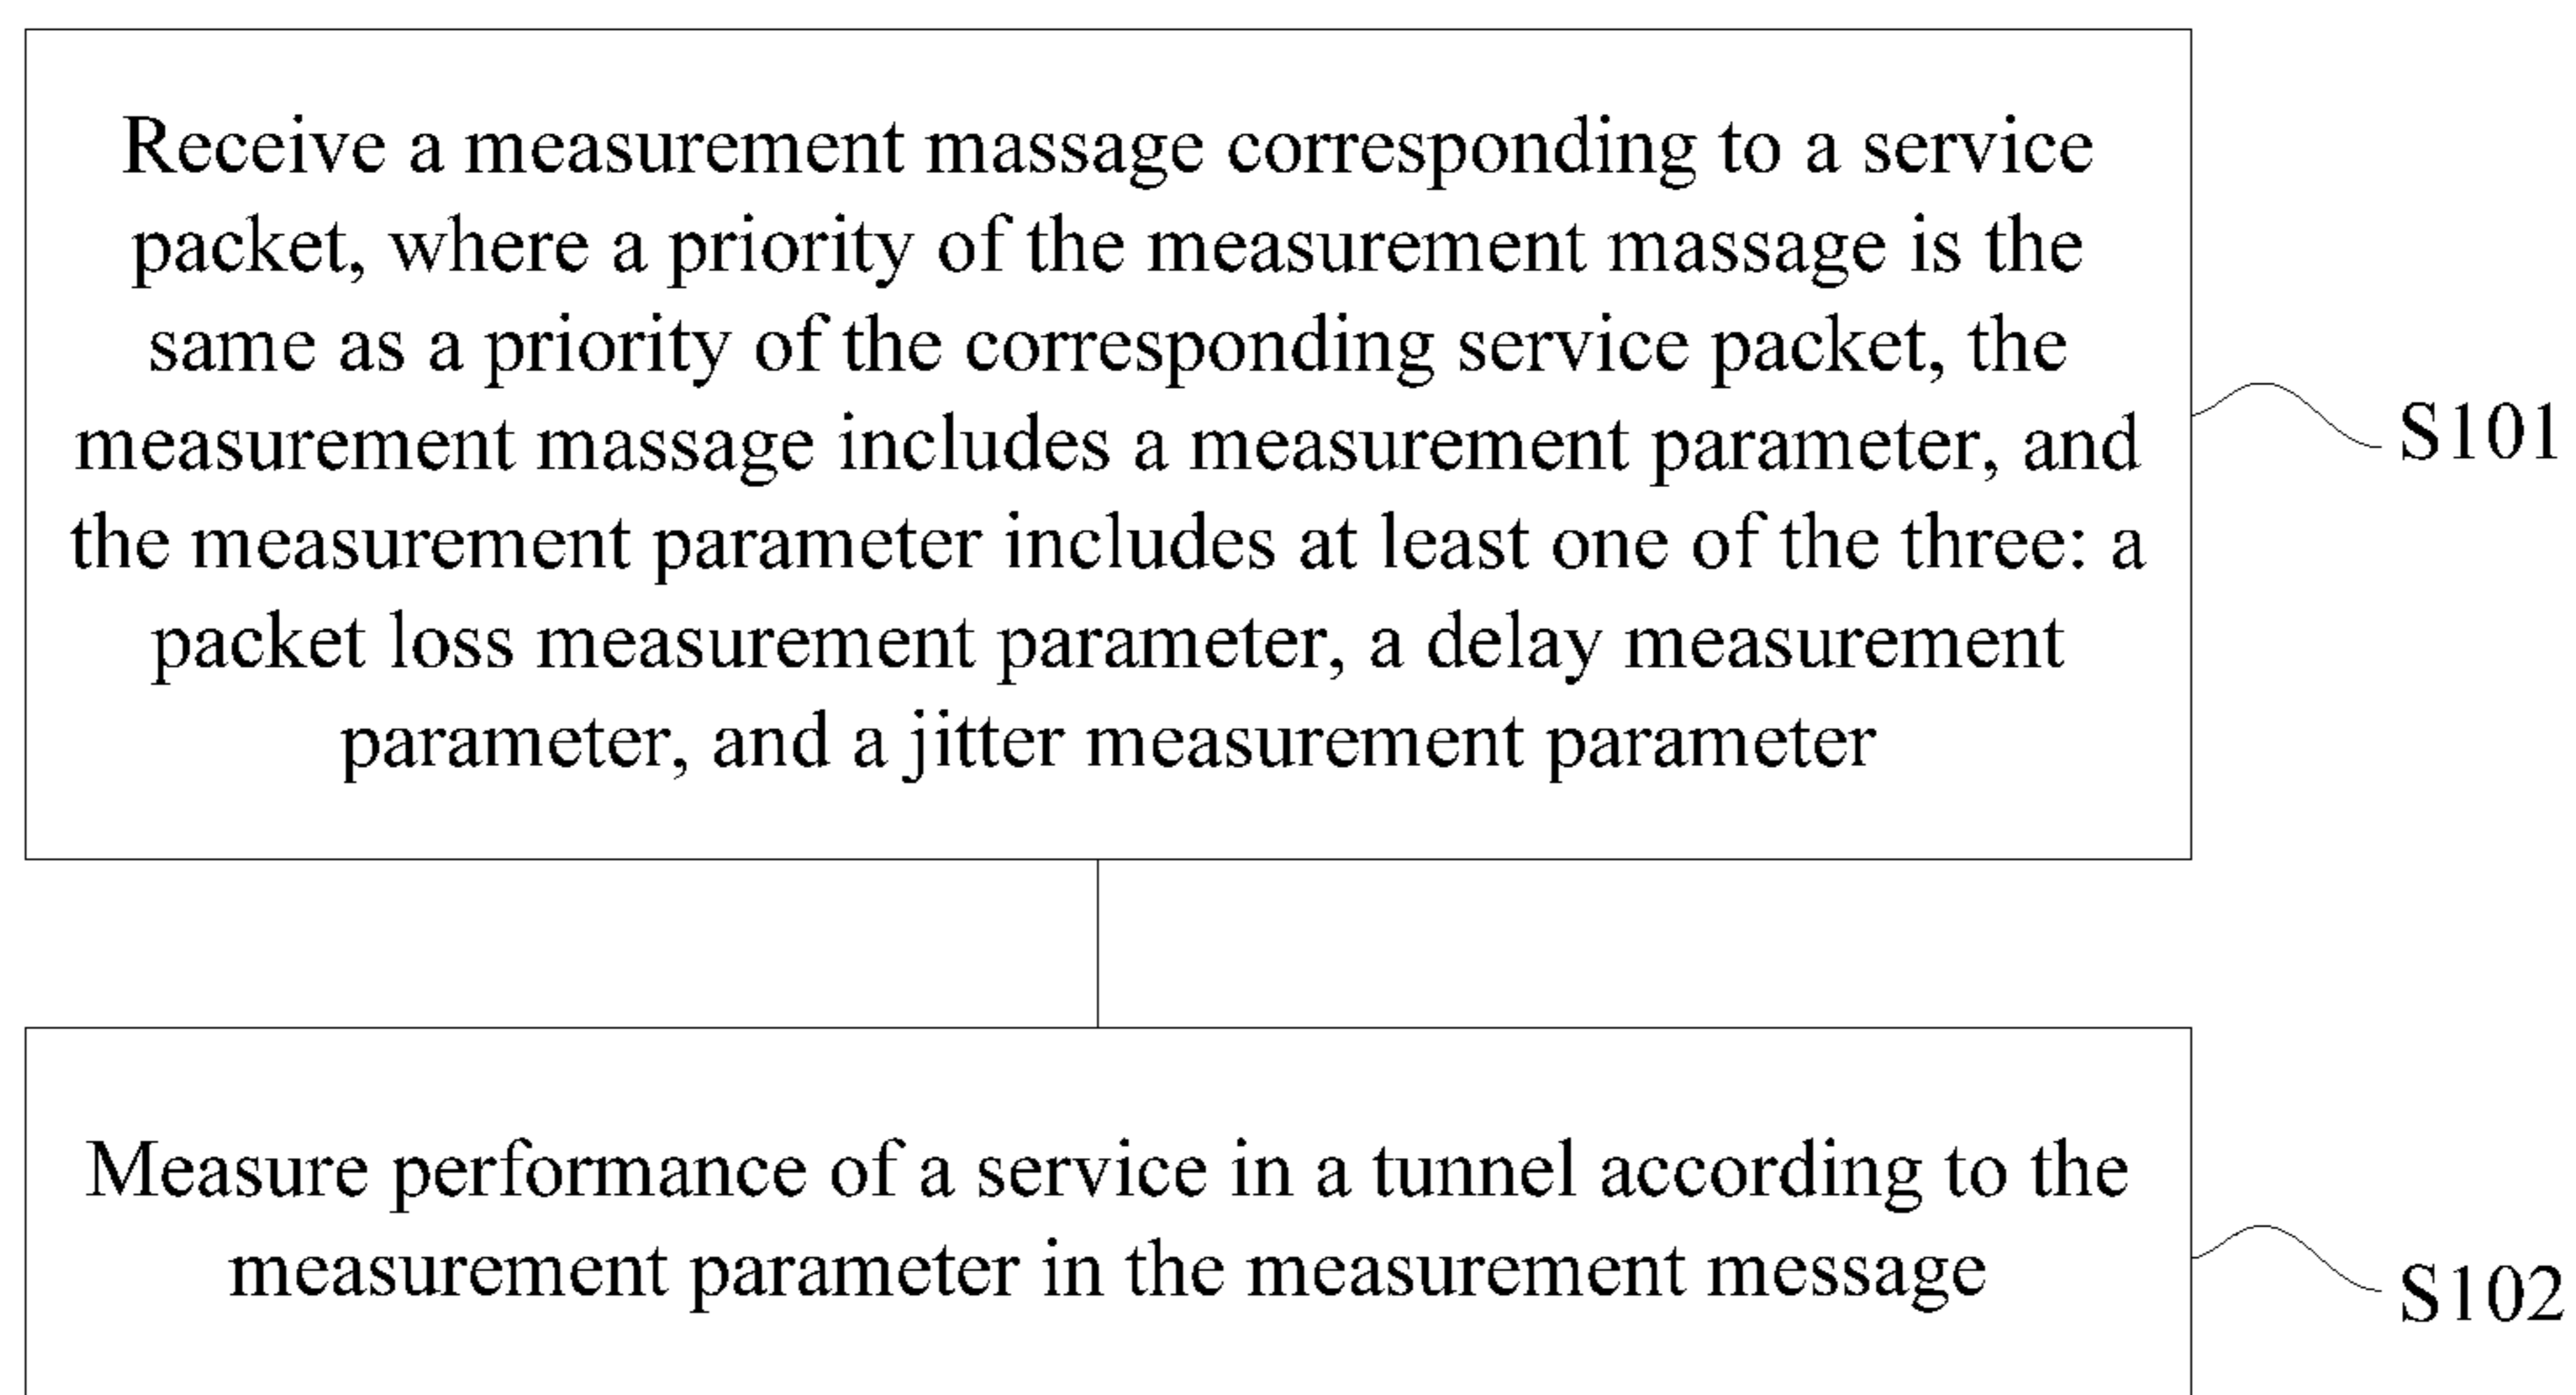 Receive a measurement massage corresponding to a service
packet, where a priority of the measurement massage is the
same as a priority of the corresponding service packet, the
measurement massage includes a measurement parameter, and
the measurement parameter includes at least one of the three: a
packet loss measurement parameter, a delay measurement
parameter, and a jitter measurement parameter
S101
Measure performance of a service in a tunnel according to the
measurement parameter in the measurement message
S102